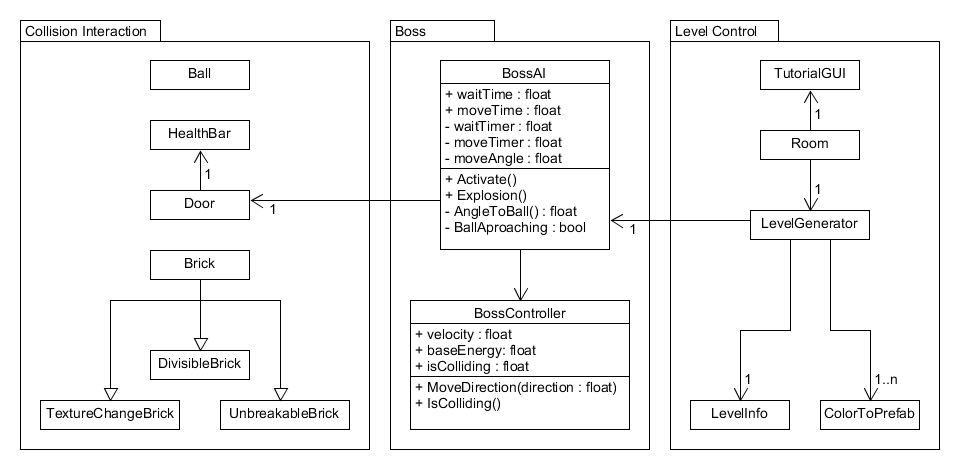 Collision Interaction
Ball
HealthBar
1
Door
1
Brick
DivisibleBrick
TextureChangeBrick
UnbreakableBrick
Boss
BossAI
+ waitTime : float
+ moveTime : float
- waitTimer : float
- moveTimer : float
- moveAngle : float
+ Activate()
+ Explosion()
- AngleToBall() : float
- BallAproaching : bool
1
BossController
+ velocity : float
+ baseEnergy: float
+ isColliding : float
+ MoveDirection(direction : float)
+ IsColliding()
Level Control
TutorialGUI
1
Room
1
LevelGenerator
1
1..n
LevelInfo
ColorToPrefab